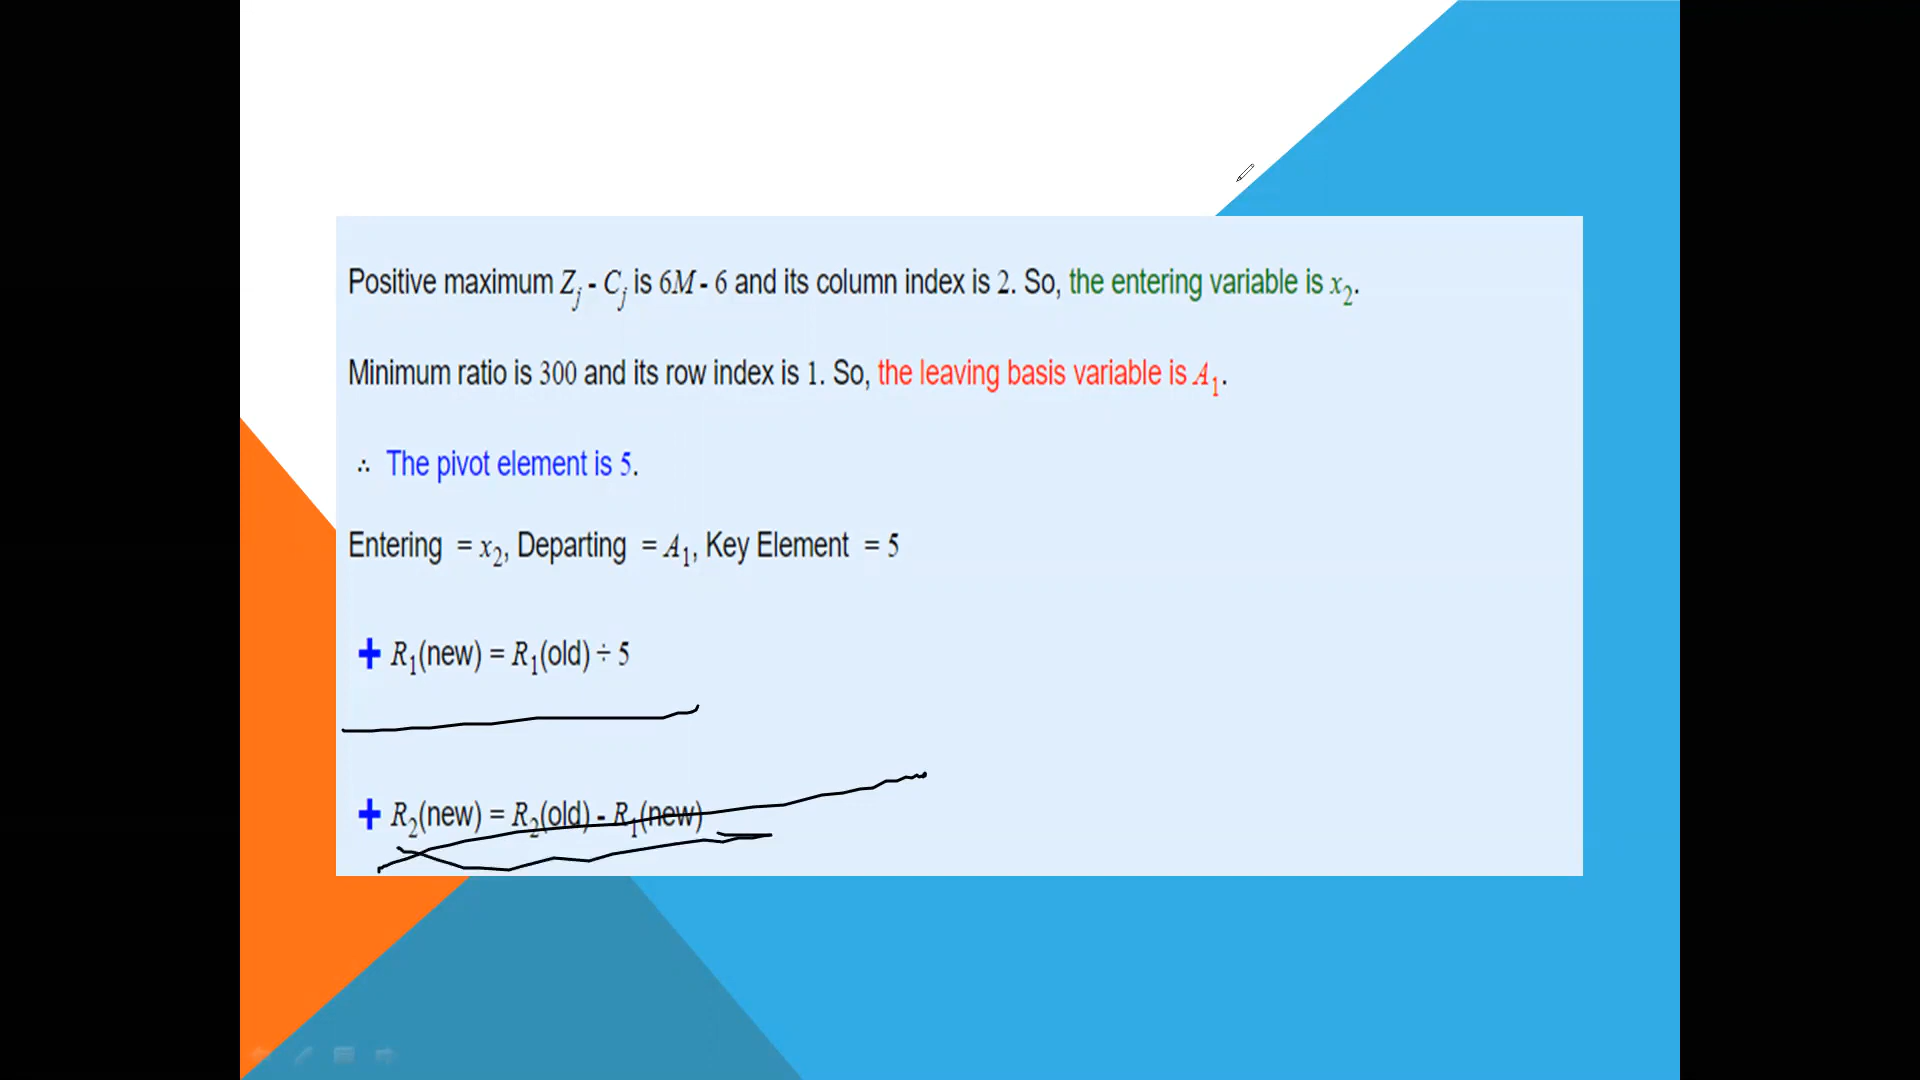 Positive maximum Zj - Cj is 6M - 6 and its column index is 2. So, the entering variable is x2.
Minimum ratio is 300 and its row index is 1. So, the leaving basis variable is A1.
∴ The pivot element is 5.
Entering = x2, Departing = A1, Key Element = 5
+ R1(new) = R1(old) ÷ 5
+ R2(new) = R2(old) - R1(new)